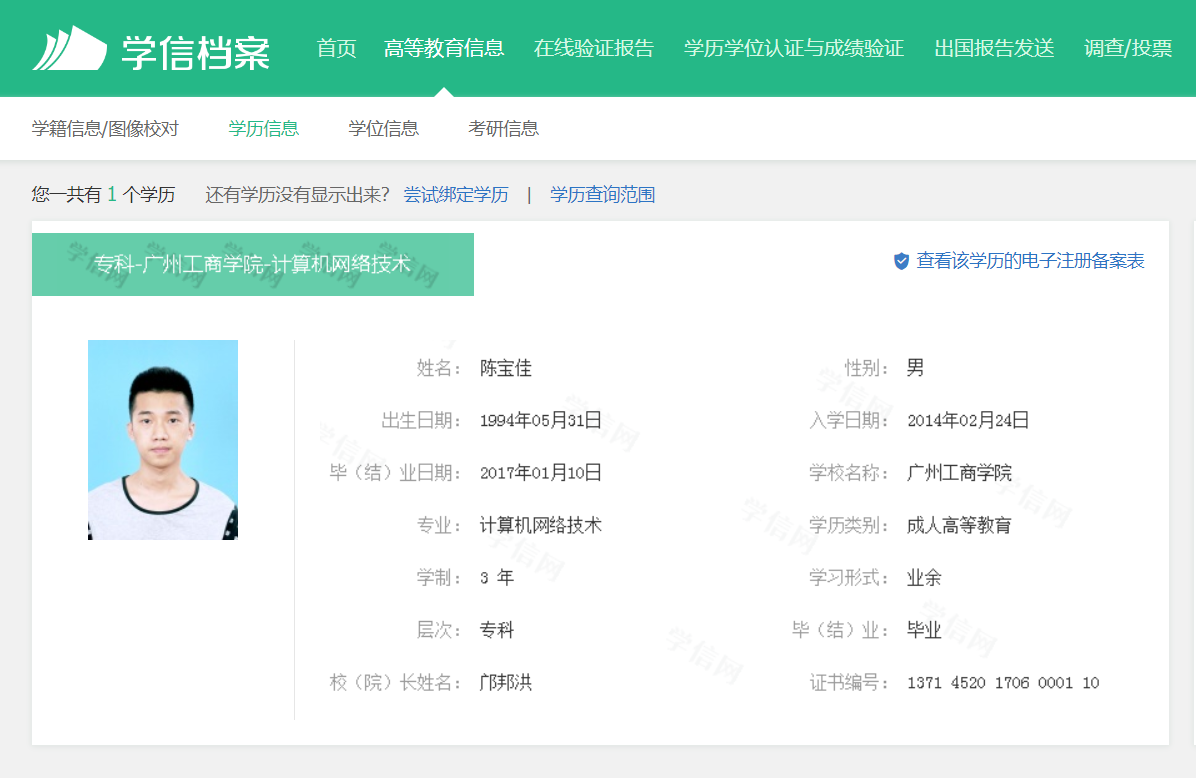 学信档案 首页 高等教育信息 在线验证报告 学历学位认证与成绩验证 出国报告发送 调查/投票
学籍信息/图像校对 学历信息 学位信息 考研信息
您一共有 1 个学历 还有学历没有显示出来? 尝试绑定学历 | 学历查询范围
专科-广州工商学院-计算机网络技术 查看该学历的电子注册备案表
姓名： 陈宝佳 性别： 男
出生日期： 1994年05月31日 入学日期： 2014年02月24日
毕（结）业日期： 2017年01月10日 学校名称： 广州工商学院
专业： 计算机网络技术 学历类别： 成人高等教育
学制： 3 年 学习形式： 业余
层次： 专科 毕（结）业： 毕业
校（院）长姓名： 邝邦洪 证书编号： 1371 4520 1706 0001 10